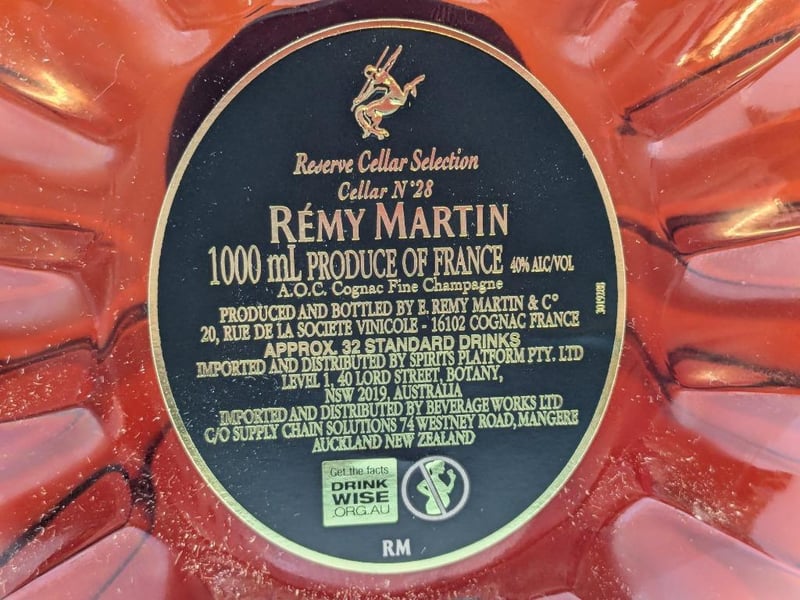 Reserve Cellar Selection
Cellar N°28
RÉMY MARTIN
1000 mL PRODUCE OF FRANCE 40% ALC/VOL
A.O.C. Cognac Fine Champagne
PRODUCED AND BOTTLED BY E. REMY MARTIN & C°
20, RUE DE LA SOCIETE VINICOLE - 16102 COGNAC FRANCE
APPROX. 32 STANDARD DRINKS
IMPORTED AND DISTRIBUTED BY SPIRITS PLATFORM PTY. LTD
LEVEL 1, 40 LORD STREET, BOTANY,
NSW 2019, AUSTRALIA
IMPORTED AND DISTRIBUTED BY BEVERAGE WORKS LTD
C/O SUPPLY CHAIN SOLUTIONS 74 WESTNEY ROAD, MANGERE
AUCKLAND NEW ZEALAND
Get the facts
DRINK
WISE
.ORG.AU
RM